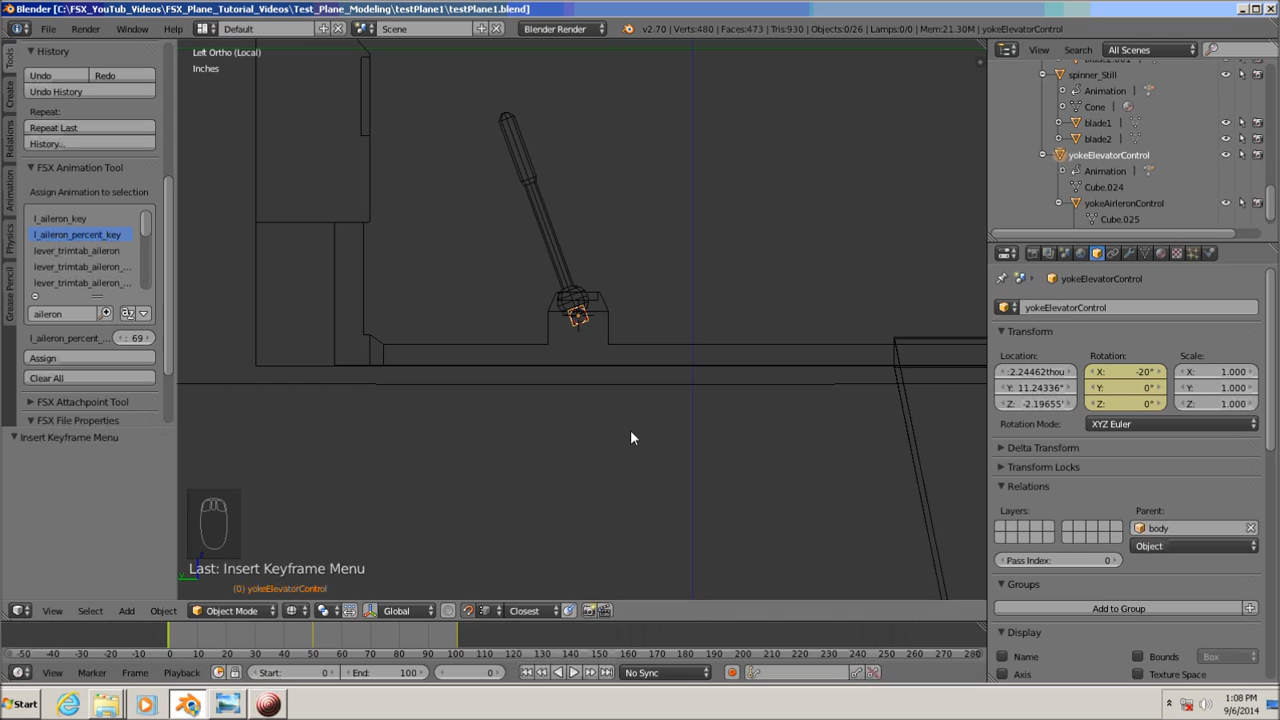 Blender [C:\FSX_YouTub_Videos\FSX_Plane_Tutorial_Videos\Test_Plane_Modeling\testPlane1\testPlane1.blend]
File Render Window Help Default Scene Blender Render v2.70 | Verts:480 | Faces:473 | Tris:930 | Objects:0/26 | Lamps:0/0 | Mem:21.30M | yokeElevatorControl
Tools
Create
Relations
Animation
Physics
Grease Pencil
History
Undo Redo
Undo History
Repeat:
Repeat Last
History...
FSX Animation Tool
Assign Animation to selection
l_aileron_key
l_aileron_percent_key
lever_trimtab_aileron
lever_trimtab_aileron_...
lever_trimtab_aileron_...
aileron
l_aileron_percent_... : 69
Assign
Clear All
FSX Attachpoint Tool
FSX File Properties
Insert Keyframe Menu
Left Ortho (Local)
Inches
Last: Insert Keyframe Menu
(0) yokeElevatorControl
View Select Add Object Object Mode Global Closest
-50 -40 -30 -20 -10 0 10 20 30 40 50 60 70 80 90 100 110 120 130 140 150 160 170 180 190 200 210 220 230 240 250 260 270 280
View Marker Frame Playback Start: 0 End: 100 0 No Sync
View Search All Scenes
spinner_Still
Animation
Cone
blade1
blade2
yokeElevatorControl
Animation
Cube.024
yokeAirleronControl
Cube.025
yokeElevatorControl
yokeElevatorControl
Transform
Location: Rotation: Scale:
:2.24462thou X: -20° X: 1.000
Y: 11.24336" Y: 0° Y: 1.000
Z: -2.19655' Z: 0° Z: 1.000
Rotation Mode: XYZ Euler
Delta Transform
Transform Locks
Relations
Layers: Parent:
body
Object
Pass Index: 0
Groups
Add to Group
Display
Name Bounds Box
Axis Texture Space
Start
1:08 PM
9/6/2014